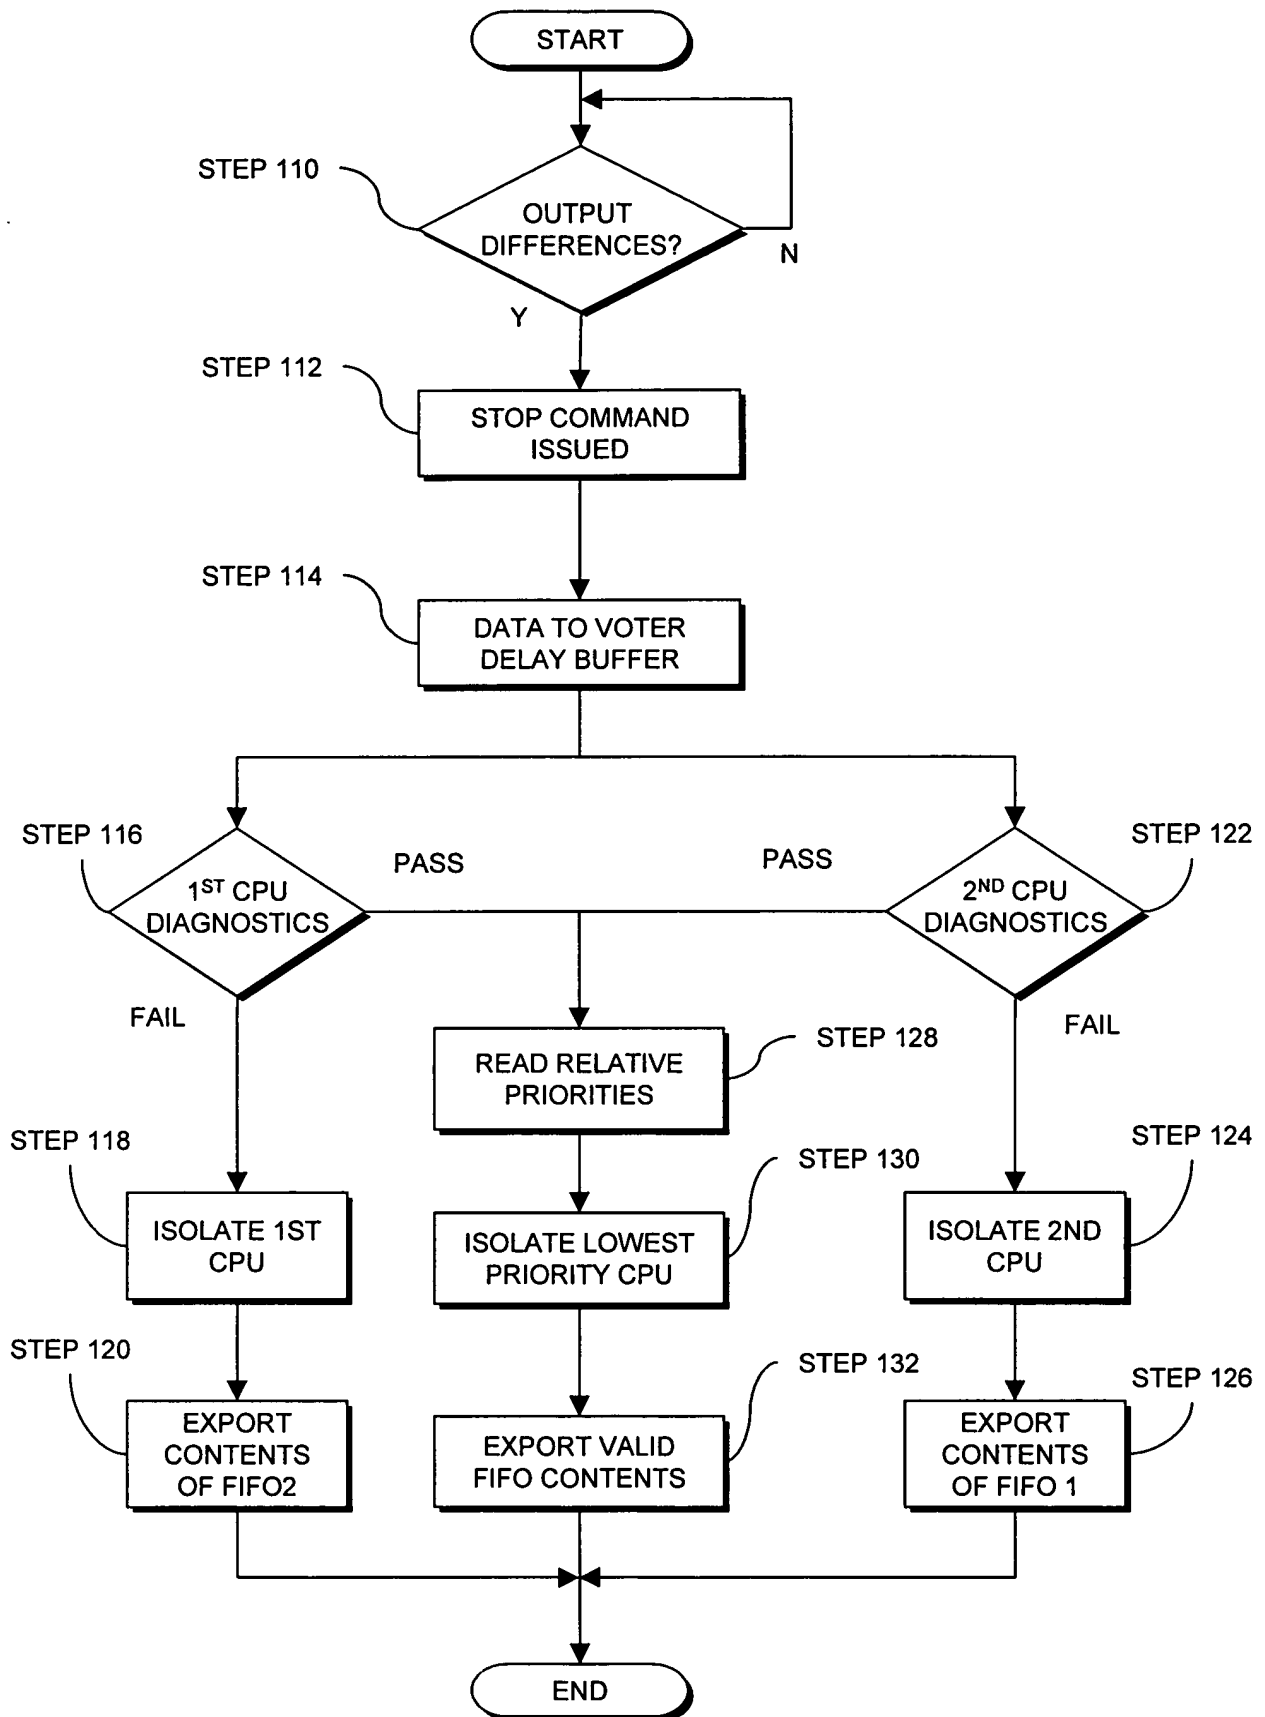 START
STEP 110
OUTPUT
DIFFERENCES?
N
Y
STEP 112
STOP COMMAND
ISSUED
STEP 114
DATA TO VOTER
DELAY BUFFER
STEP 116
1ST CPU
DIAGNOSTICS
PASS
PASS
2ND CPU
DIAGNOSTICS
STEP 122
FAIL
FAIL
READ RELATIVE
PRIORITIES
STEP 128
STEP 118
ISOLATE 1ST
CPU
STEP 130
ISOLATE LOWEST
PRIORITY CPU
STEP 124
ISOLATE 2ND
CPU
STEP 120
EXPORT
CONTENTS
OF FIFO2
STEP 132
EXPORT VALID
FIFO CONTENTS
STEP 126
EXPORT
CONTENTS
OF FIFO 1
END